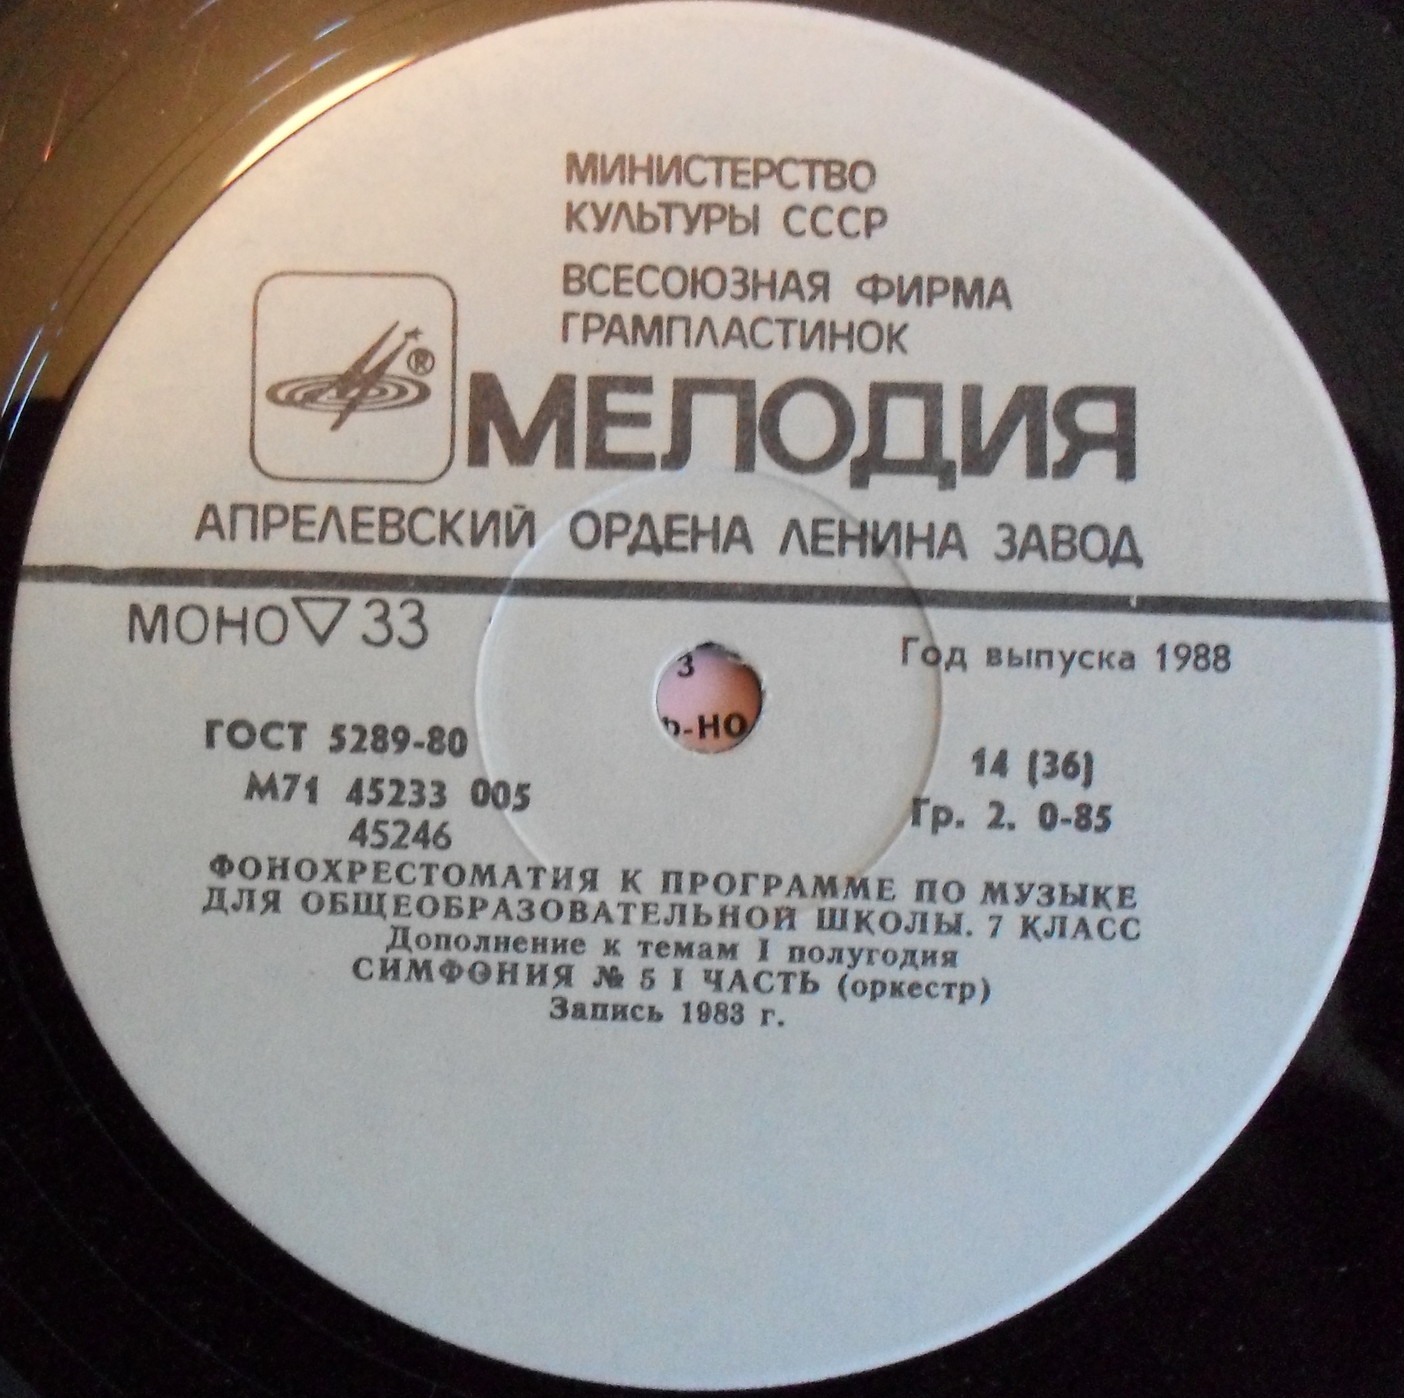 МИНИСТЕРСТВО
КУЛЬТУРЫ СССР
ВСЕСОЮЗНАЯ ФИРМА
ГРАМПЛАСТИНОК
®
МЕЛОДИЯ
АПРЕЛЕВСКИЙ ОРДЕНА ЛЕНИНА ЗАВОД
МОНО 33
Год выпуска 1988
З
Ь-НО
ГОСТ 5289-80
14 (36)
М71 45233 005
Гр. 2. 0-85
45246
ФОНОХРЕСТОМАТИЯ К ПРОГРАММЕ ПО МУЗЫКЕ
ДЛЯ ОБЩЕОБРАЗОВАТЕЛЬНОЙ ШКОЛЫ. 7 КЛАСС
Дополнение к темам I полугодия
СИМФОНИЯ № 5 I ЧАСТЬ (оркестр)
Запись 1983 г.